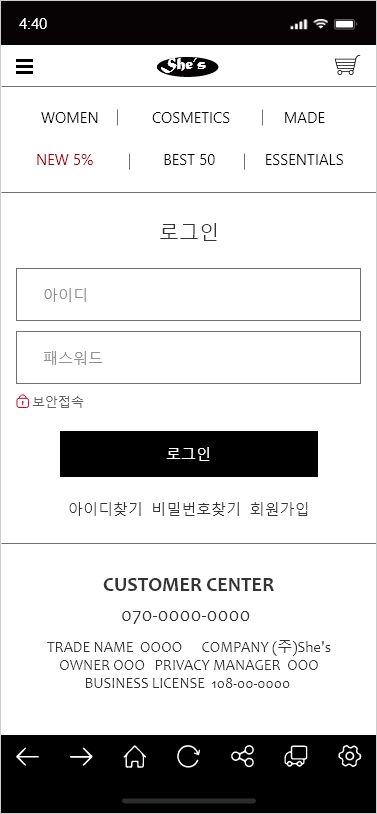 4:40
She's
WOMEN | COSMETICS | MADE
NEW 5% | BEST 50 | ESSENTIALS
로그인
아이디
패스워드
보안접속
로그인
아이디찾기 비밀번호찾기 회원가입
CUSTOMER CENTER
070-0000-0000
TRADE NAME OOOO COMPANY (주)She's
OWNER OOO PRIVACY MANAGER OOO
BUSINESS LICENSE 108-00-0000